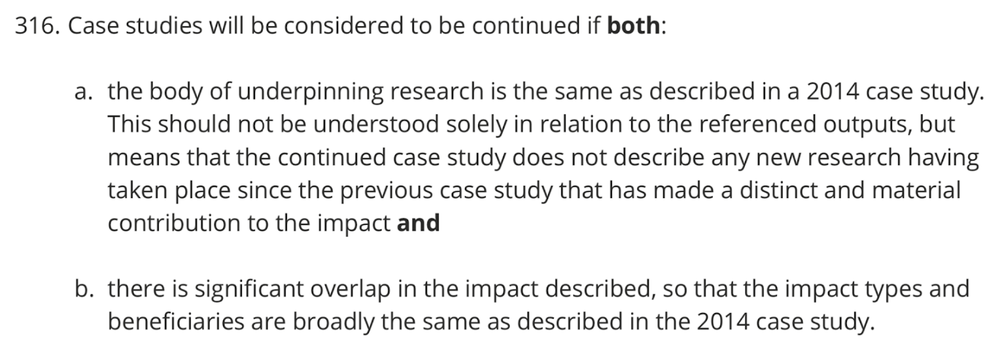 316. Case studies will be considered to be continued if both:
a. the body of underpinning research is the same as described in a 2014 case study.
This should not be understood solely in relation to the referenced outputs, but
means that the continued case study does not describe any new research having
taken place since the previous case study that has made a distinct and material
contribution to the impact and
b. there is significant overlap in the impact described, so that the impact types and
beneficiaries are broadly the same as described in the 2014 case study.